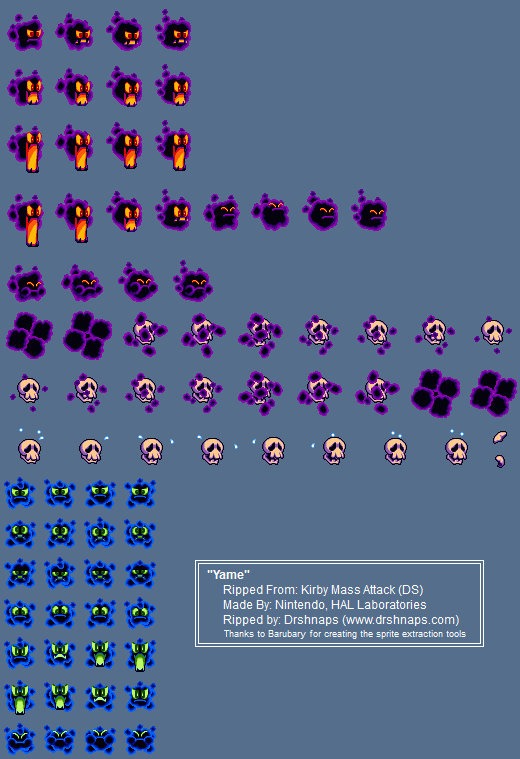 "Yame"
Ripped From: Kirby Mass Attack (DS)
Made By: Nintendo, HAL Laboratories
Ripped by: Drshnaps (www.drshnaps.com)
Thanks to Barubary for creating the sprite extraction tools